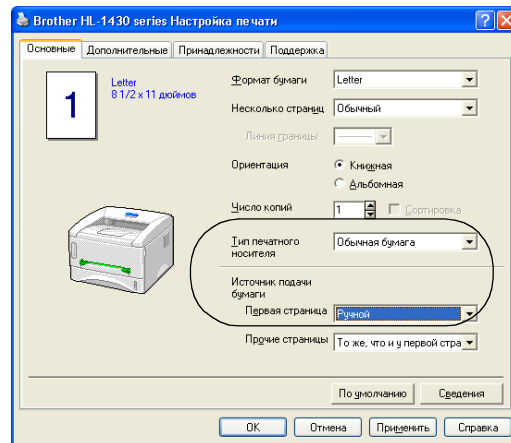 Brother HL-1430 series Настройка печати
Основные Дополнительные Принадлежности Поддержка
1
Letter
8 1/2 x 11 дюймов
Формат бумаги Letter
Несколько страниц Обычный
Линия границы
Ориентация Книжная
Альбомная
Число копий 1 Сортировка
Тип печатного носителя Обычная бумага
Источник подачи
бумаги
Первая страница Ручной
Прочие страницы То же, что и у первой стра
По умолчанию Сведения
OK Отмена Применить Справка